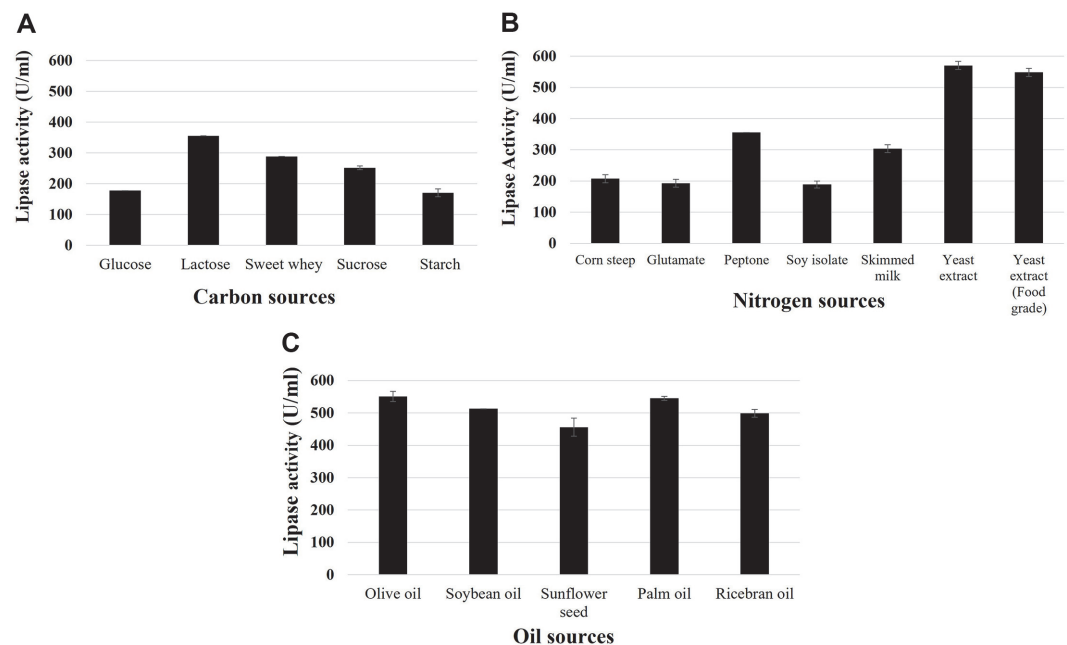 A
Lipase activity (U/ml)
600
500
400
300
200
100
0
Glucose Lactose Sweet whey Sucrose Starch
Carbon sources
B
Lipase Activity (U/ml)
600
500
400
300
200
100
0
Corn steep Glutamate Peptone Soy isolate Skimmed milk Yeast extract Yeast extract (Food grade)
Nitrogen sources
C
Lipase activity (U/ml)
600
500
400
300
200
100
0
Olive oil Soybean oil Sunflower seed Palm oil Ricebran oil
Oil sources